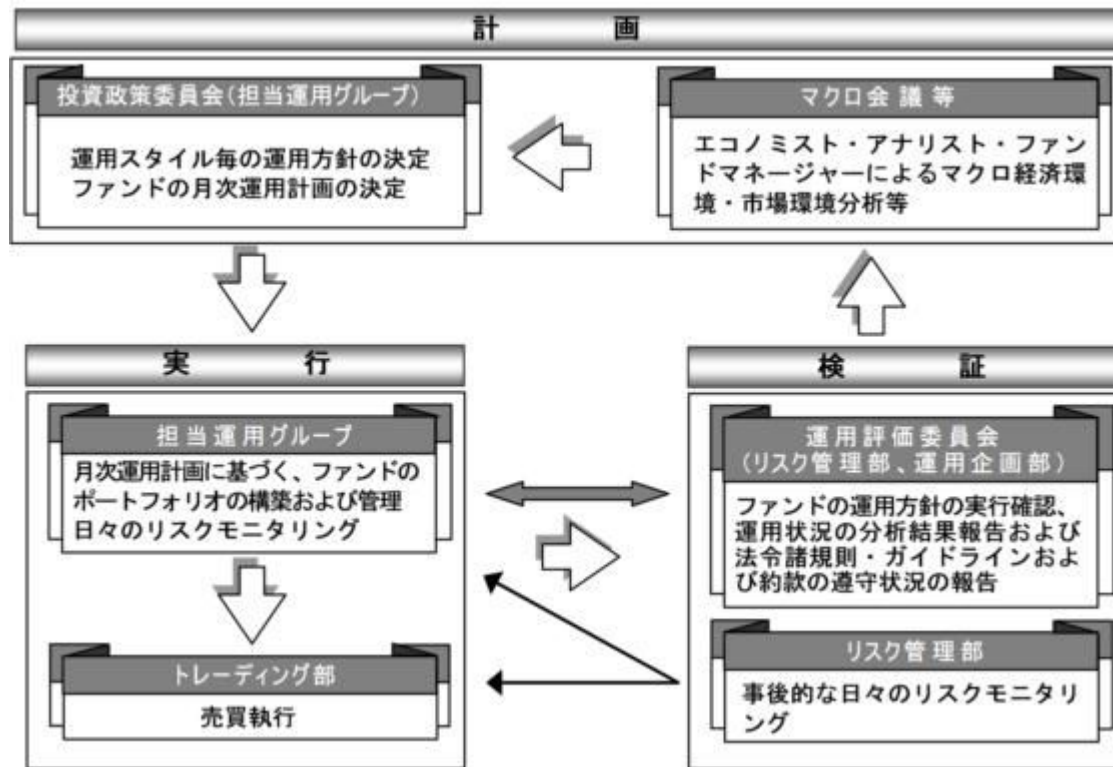 計画
投資政策委員会(担当運用グループ)
運用スタイル毎の運用方針の決定
ファンドの月次運用計画の決定
マクロ会議等
エコノミスト・アナリスト・ファン
ドマネージャーによるマクロ経済環
境・市場環境分析等
実行
担当運用グループ
月次運用計画に基づく、ファンドの
ポートフォリオの構築および管理
日々のリスクモニタリング
トレーディング部
売買執行
検証
運用評価委員会
(リスク管理部、運用企画部)
ファンドの運用方針の実行確認、
運用状況の分析結果報告および
法令諸規則・ガイドラインおよ
び約款の遵守状況の報告
リスク管理部
事後的な日々のリスクモニタリ
ング